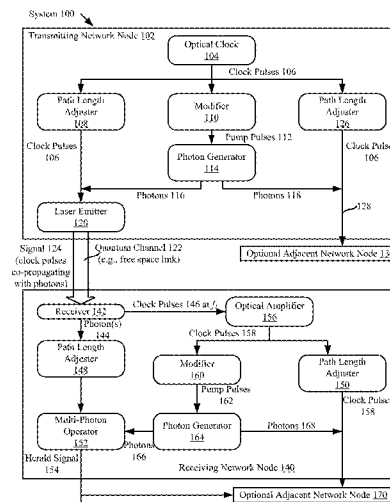 System 100
Transmitting Network Node 102
Optical Clock
104
Clock Pulses 106
Path Length
Adjuster
108
Modifier
110
Path Length
Adjuster
126
Clock Pulses
106
Pump Pulses 112
Clock Pulses
106
Photon Generator
114
Photons 116
Photons 118
Laser Emitter
120
128
Signal 124
(clock pulses
co-propagating
with photons)
Quantum Channel 122
(e.g., free space link)
Optional Adjacent Network Node
Receiver 142
Clock Pulses 146 at
Optical Amplifier
156
Photon(s)
144
Clock Pulses 158
Path Length
Adjuster
148
Modifier
160
Path Length
Adjuster
150
Pump Pulses
162
Clock Pulses
158
Multi-Photon
Operator
152
Photon Generator
164
Photons
166
Photons 168
Herald Signal
154
Receiving Network Node 140
Optional Adjacent Network Node 170